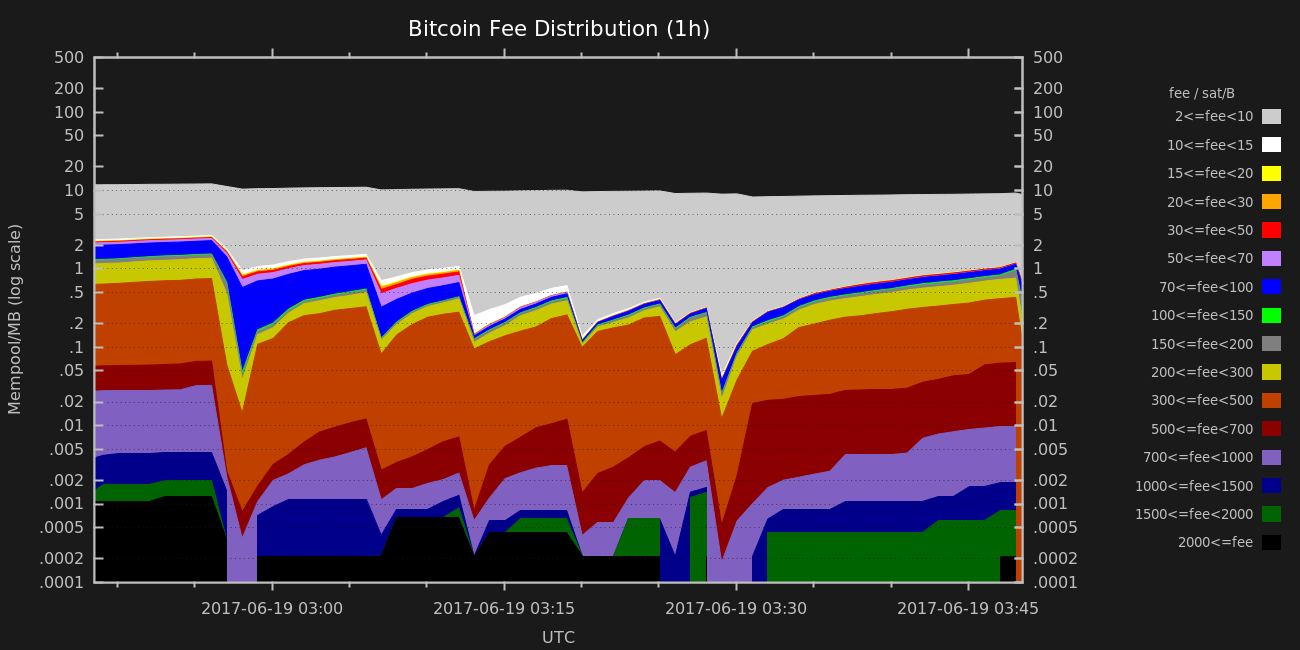 Bitcoin Fee Distribution (1h)
Mempool/MB (log scale)
500
200
100
50
20
10
5
2
1
.5
.2
.1
.05
.02
.01
.005
.002
.001
.0005
.0002
.0001
500
200
100
50
20
10
5
2
1
.5
.2
.1
.05
.02
.01
.005
.002
.001
.0005
.0002
.0001
2017-06-19 03:00
2017-06-19 03:15
2017-06-19 03:30
2017-06-19 03:45
UTC
fee / sat/B
2<=fee<10
10<=fee<15
15<=fee<20
20<=fee<30
30<=fee<50
50<=fee<70
70<=fee<100
100<=fee<150
150<=fee<200
200<=fee<300
300<=fee<500
500<=fee<700
700<=fee<1000
1000<=fee<1500
1500<=fee<2000
2000<=fee